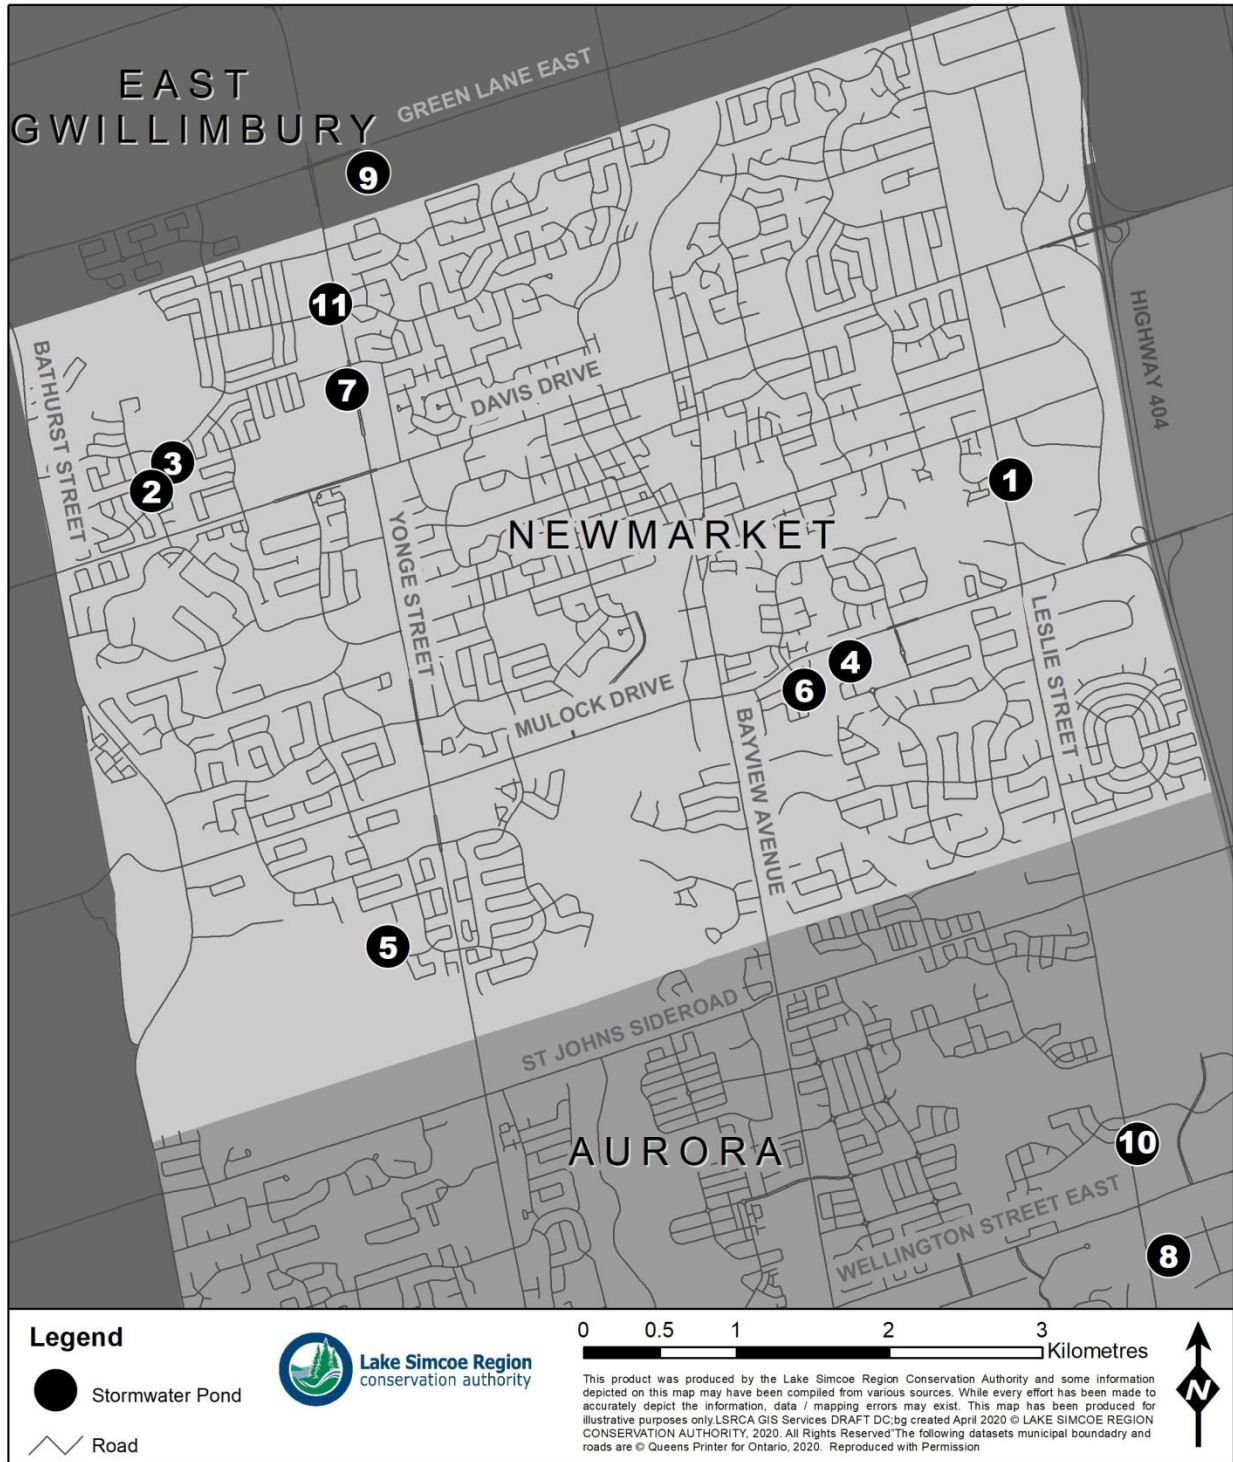 EAST
GWILLIMBURY
GREEN LANE EAST
9
11
7
BATHURST STREET
3
2
DAVIS DRIVE
HIGHWAY 404
1
NEWMARKET
YONGE STREET
LESLIE STREET
4
6
MULOCK DRIVE
BAYVIEW AVENUE
5
ST JOHNS SIDEROAD
AURORA
10
WELLINGTON STREET EAST
8
Legend
Stormwater Pond
Road
Lake Simcoe Region
conservation authority
0 0.5 1 2 3
Kilometres
This product was produced by the Lake Simcoe Region Conservation Authority and some information
depicted on this map may have been compiled from various sources. While every effort has been made to
accurately depict the information, data / mapping errors may exist. This map has been produced for
illustrative purposes only.LSRCA GIS Services DRAFT DC;bg created April 2020 © LAKE SIMCOE REGION
CONSERVATION AUTHORITY, 2020. All Rights Reserved"The following datasets municipal boundadry and
roads are © Queens Printer for Ontario, 2020. Reproduced with Permission
N